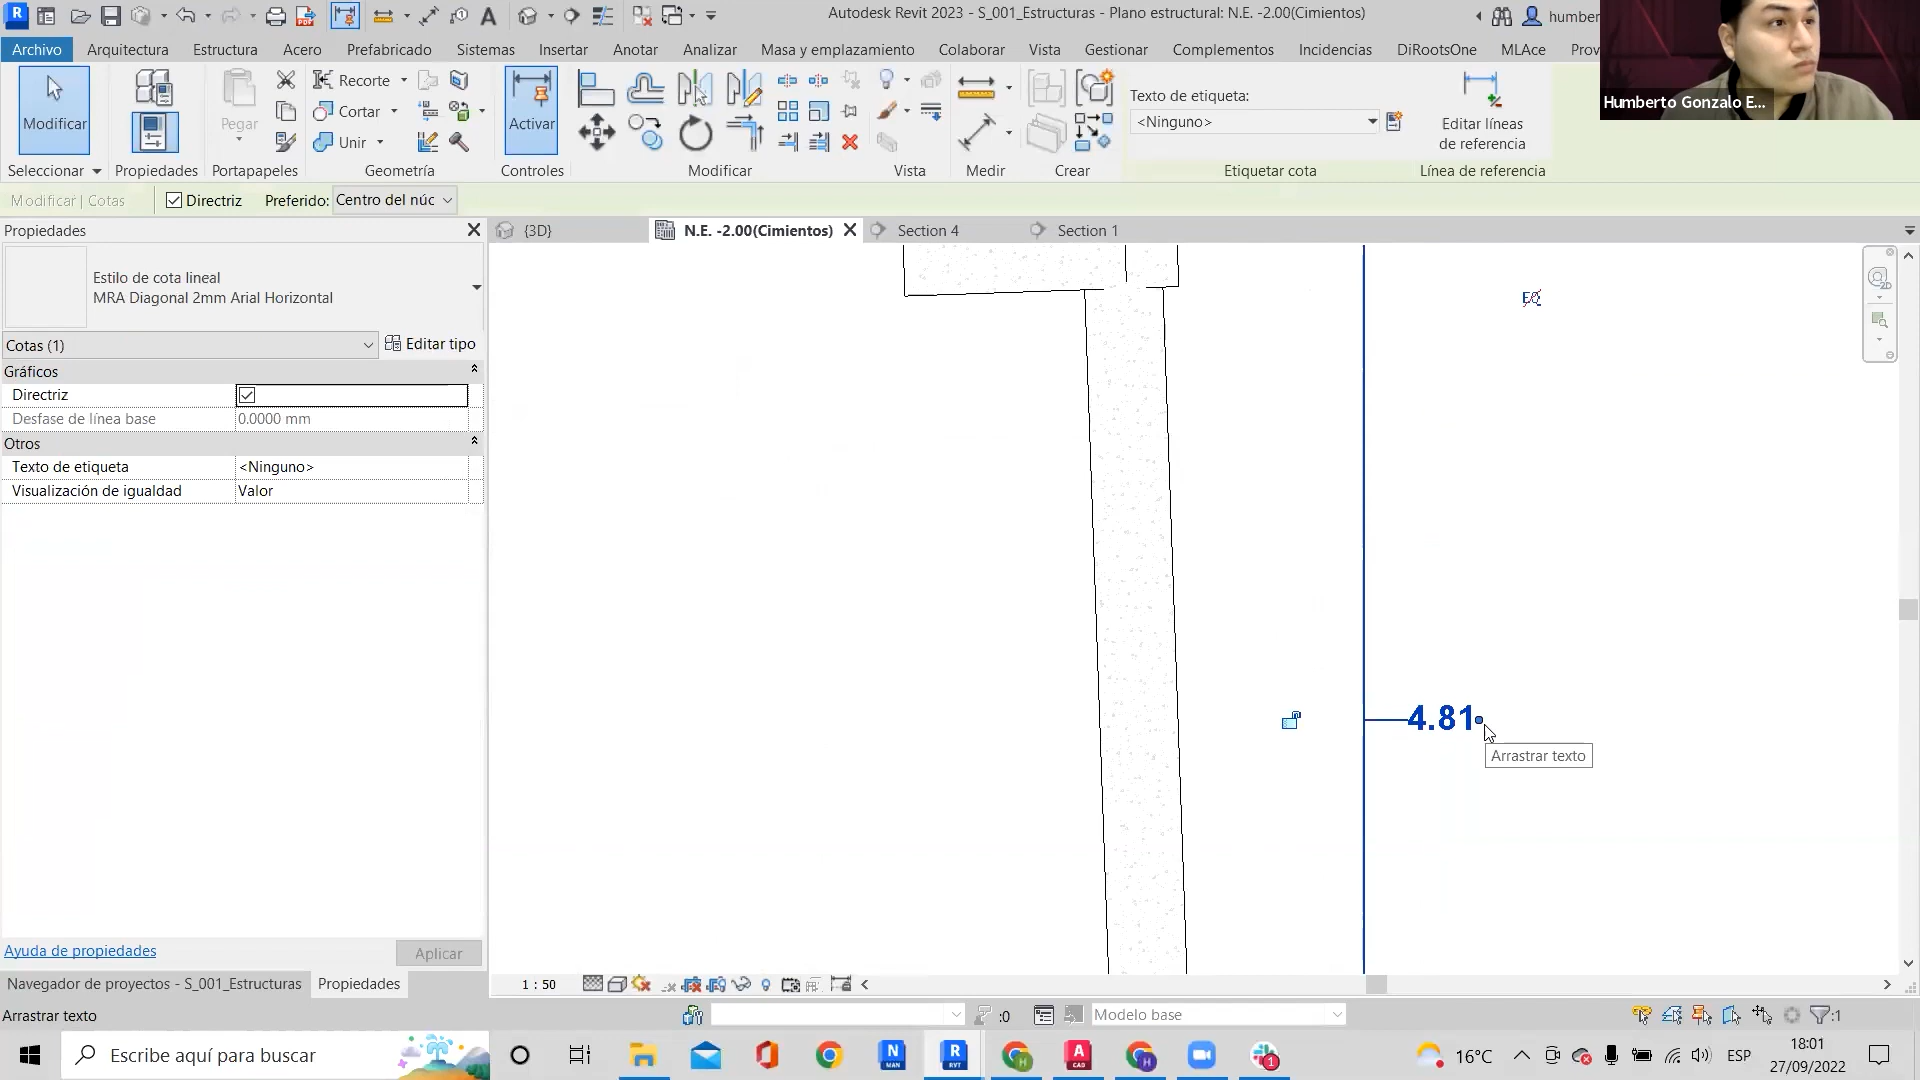 Autodesk Revit 2023 - S_001_Estructuras - Plano estructural: N.E. -2.00(Cimientos)
humber
Archivo Arquitectura Estructura Acero Prefabricado Sistemas Insertar Anotar Analizar Masa y emplazamiento Colaborar Vista Gestionar Complementos Incidencias DiRootsOne MLAce Prov
Humberto Gonzalo E...
Modificar
Pegar
Recorte
Cortar
Unir
Activar
Texto de etiqueta:
<Ninguno>
Editar líneas
de referencia
Seleccionar Propiedades Portapapeles Geometría Controles Modificar Vista Medir Crear Etiquetar cota Línea de referencia
Modificar | Cotas Directriz Preferido: Centro del núc
Propiedades
{3D} N.E. -2.00(Cimientos) Section 4 Section 1
Estilo de cota lineal
MRA Diagonal 2mm Arial Horizontal
Cotas (1) Editar tipo
Gráficos
Directriz
Desfase de línea base 0.0000 mm
Otros
Texto de etiqueta <Ninguno>
Visualización de igualdad Valor
EQ
2D
4.81
Arrastrar texto
Ayuda de propiedades Aplicar
Navegador de proyectos - S_001_Estructuras Propiedades
1 : 50
Arrastrar texto
:0
Modelo base
:1
Escribe aquí para buscar
16°C
ESP
18:01
27/09/2022